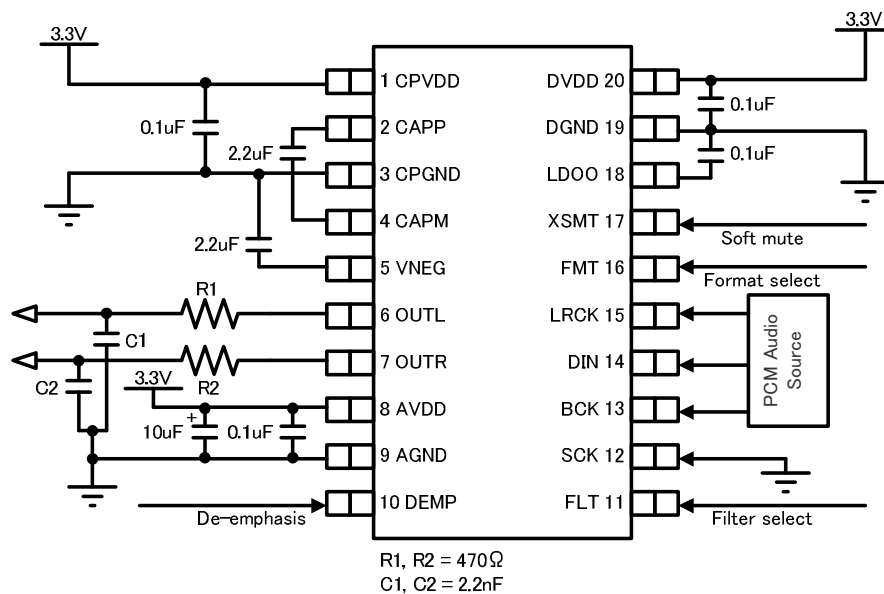 3.3V
3.3V
1 CPVDD
DVDD 20
0.1uF
0.1uF
2 CAPP
DGND 19
2.2uF
0.1uF
3 CPGND
LDOO 18
4 CAPM
XSMT 17
Soft mute
2.2uF
5 VNEG
FMT 16
Format select
R1
6 OUTL
LRCK 15
C1
7 OUTR
DIN 14
PCM Audio
Source
C2
3.3V
R2
8 AVDD
BCK 13
+
10uF
0.1uF
9 AGND
SCK 12
10 DEMP
FLT 11
De-emphasis
Filter select
R1, R2 = 470Ω
C1, C2 = 2.2nF